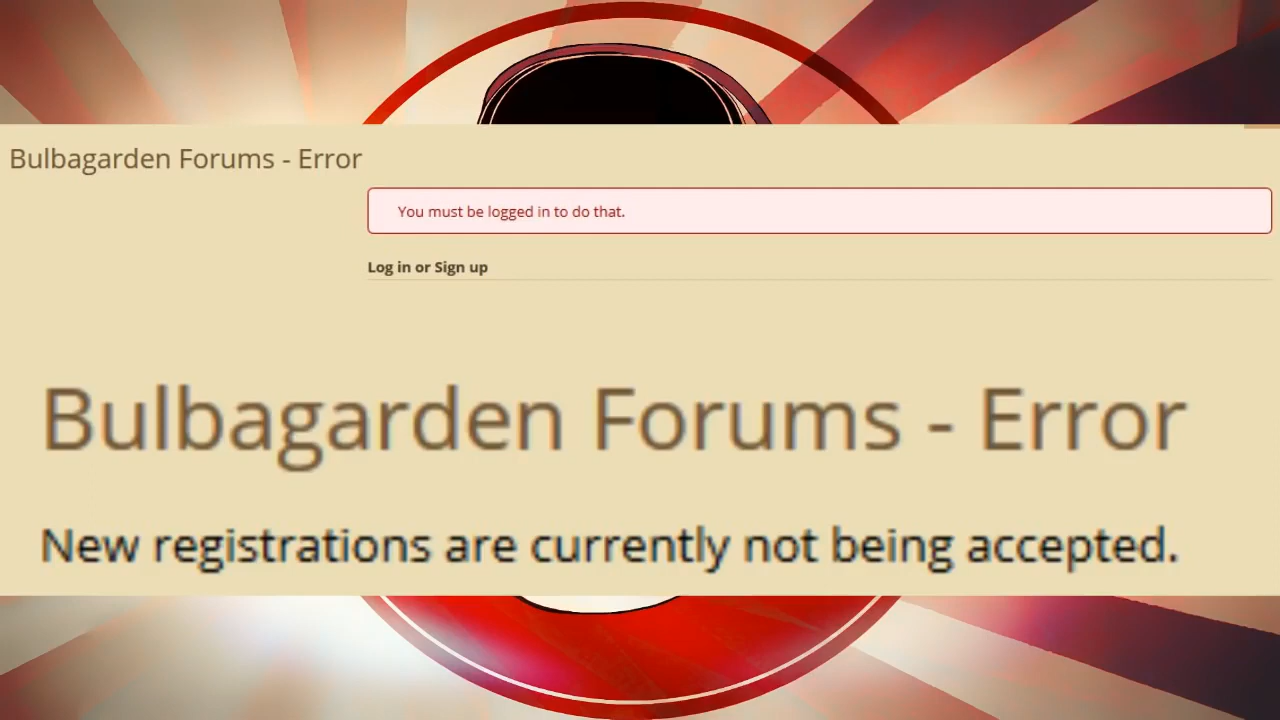 Bulbagarden Forums - Error
You must be logged in to do that.
Log in or Sign up
Bulbagarden Forums - Error
New registrations are currently not being accepted.